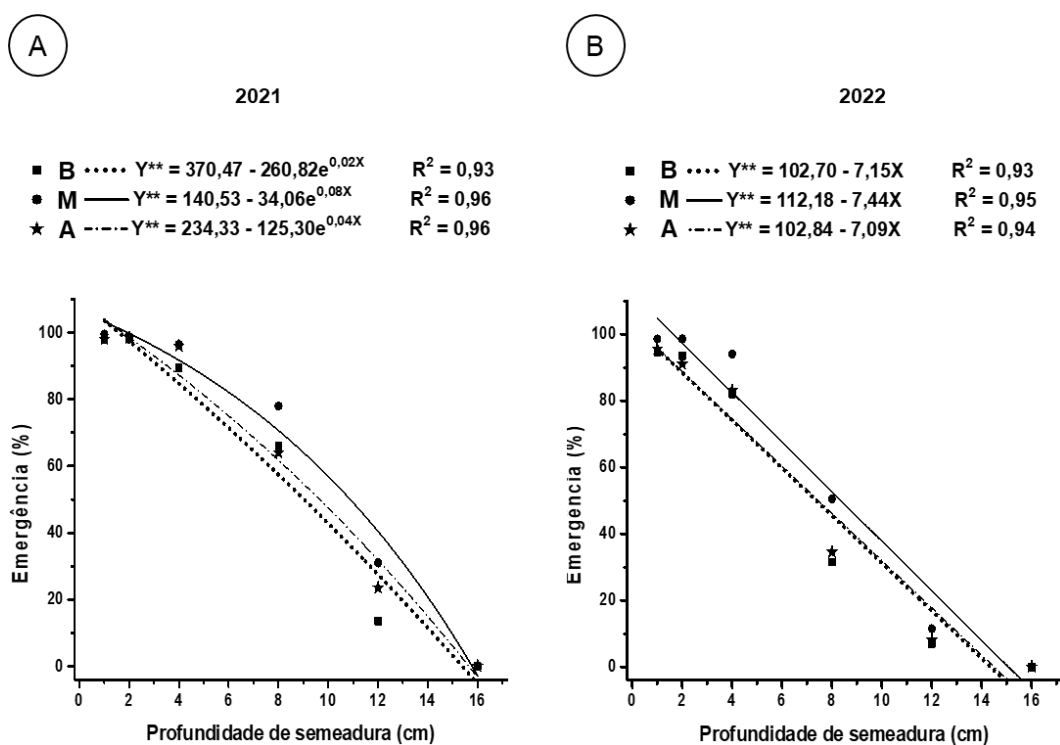 A
2021
B Y** = 370,47 - 260,82e^0,02X R² = 0,93
M Y** = 140,53 - 34,06e^0,08X R² = 0,96
A Y** = 234,33 - 125,30e^0,04X R² = 0,96
Emergência (%)
100
80
60
40
20
0
0 2 4 6 8 10 12 14 16
Profundidade de semeadura (cm)
B
2022
B Y** = 102,70 - 7,15X R² = 0,93
M Y** = 112,18 - 7,44X R² = 0,95
A Y** = 102,84 - 7,09X R² = 0,94
Emergencia (%)
100
80
60
40
20
0
0 2 4 6 8 10 12 14 16
Profundidade de semeadura (cm)